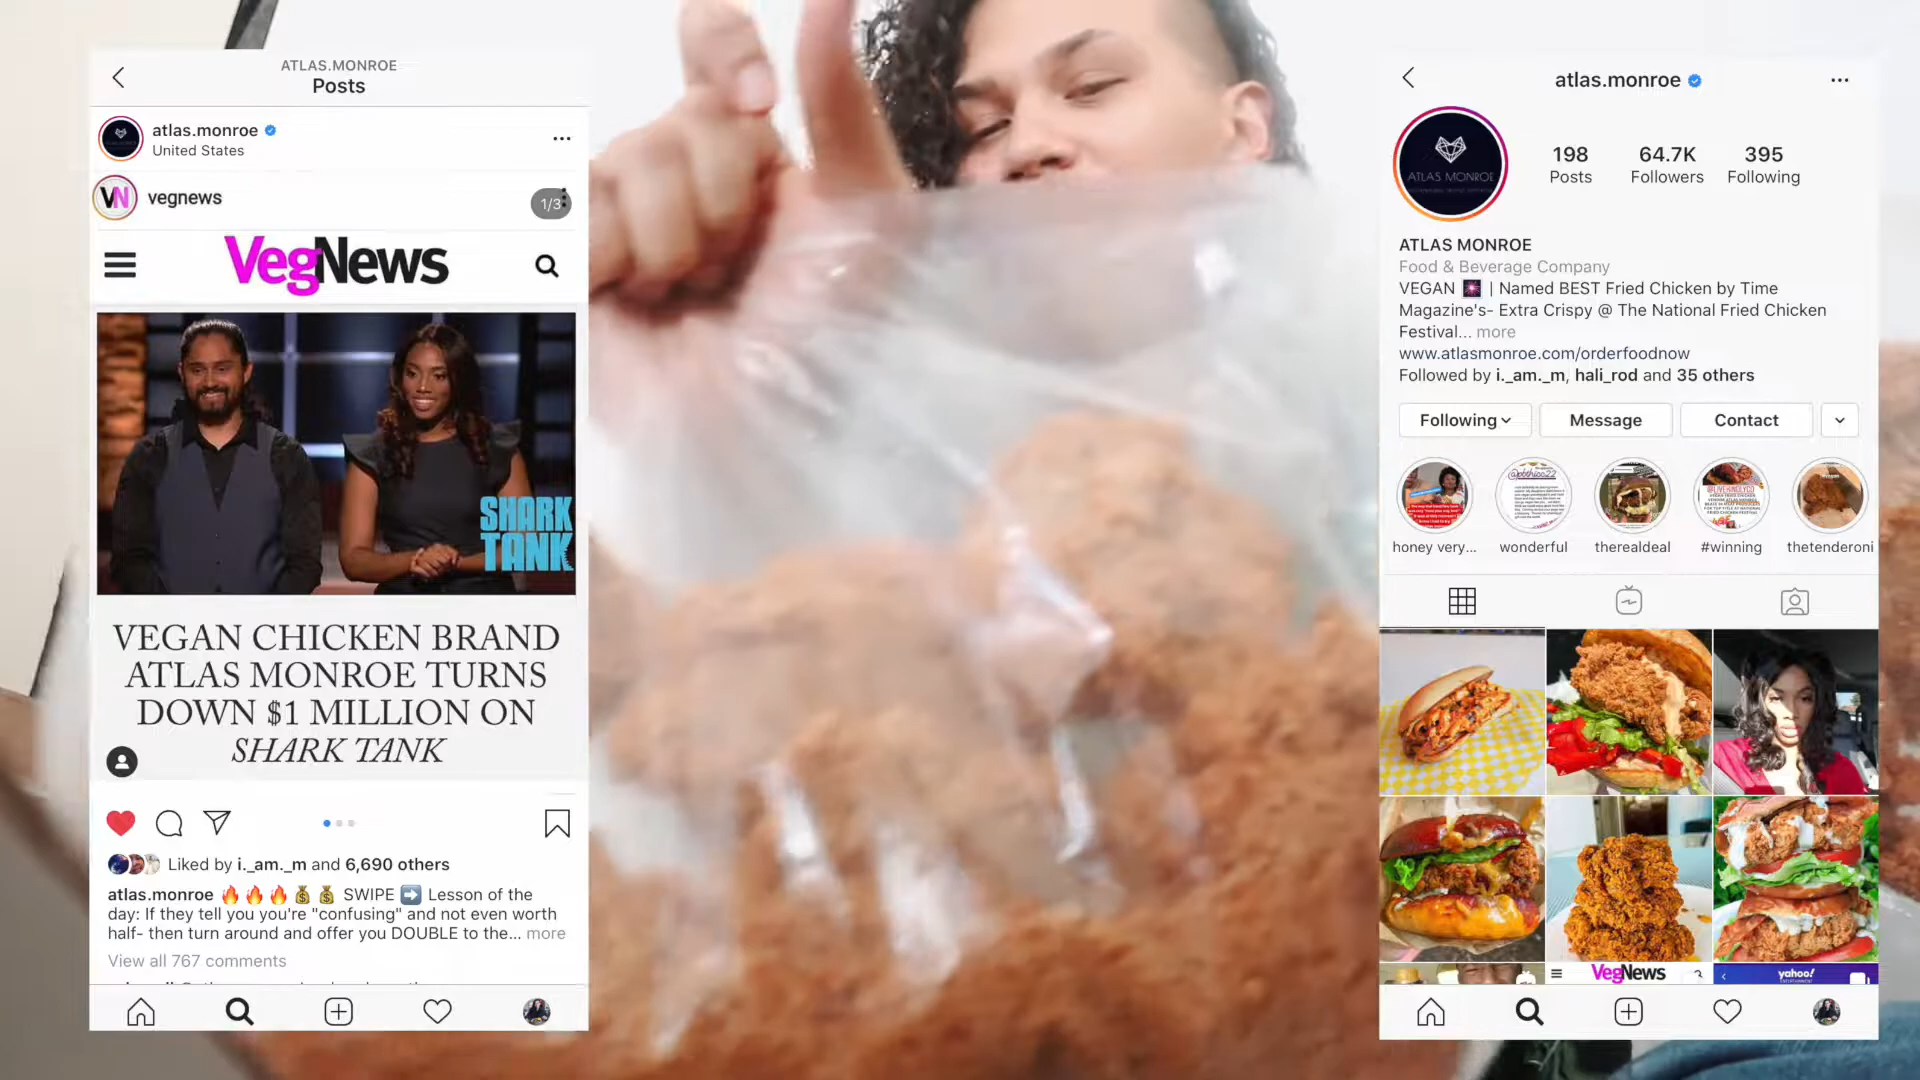 ATLAS.MONROE
Posts
atlas.monroe
United States
vegnews
1/3
VegNews
SHARK
TANK
VEGAN CHICKEN BRAND
ATLAS MONROE TURNS
DOWN $1 MILLION ON
SHARK TANK
Liked by i._am._m and 6,690 others
atlas.monroe 🔥🔥🔥💰💰 SWIPE ➡️ Lesson of the
day: If they tell you you're "confusing" and not even worth
half- then turn around and offer you DOUBLE to the... more
View all 767 comments
atlas.monroe
ATLAS MONROE
198
Posts
64.7K
Followers
395
Following
ATLAS MONROE
Food & Beverage Company
VEGAN 🎆 | Named BEST Fried Chicken by Time
Magazine's- Extra Crispy @ The National Fried Chicken
Festival... more
www.atlasmonroe.com/orderfoodnow
Followed by i._am._m, hali_rod and 35 others
Following
Message
Contact
honey very...
wonderful
therealdeal
#winning
thetenderoni
VegNews
yahoo!